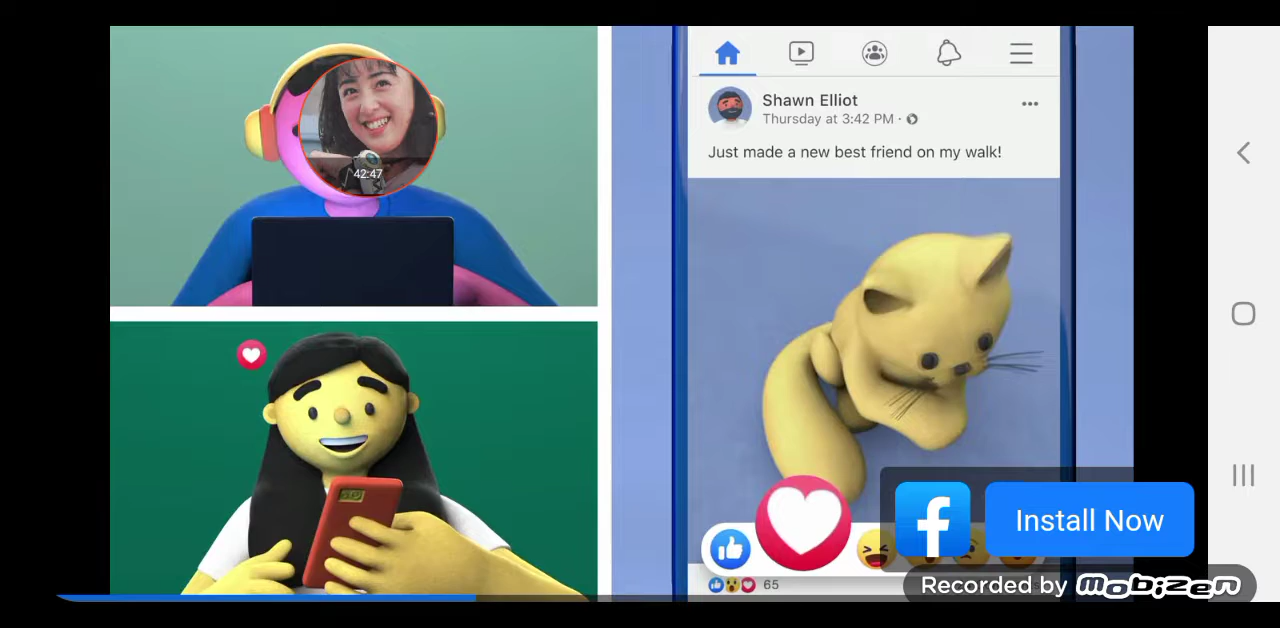 42:47
Shawn Elliot
Thursday at 3:42 PM ·
Just made a new best friend on my walk!
65
Install Now
Recorded by mobizen